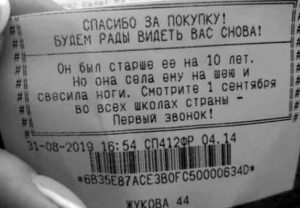 СПАСИБО ЗА ПОКУПКУ!
БУДЕМ РАДЫ ВИДЕТЬ ВАС СНОВА!
Он был старше ее на 10 лет.
Но она села ему на шею и
свесила ноги. Смотрите 1 сентября
во всех школах страны -
Первый звонок!
31-08-2019 16:54 СП412ФР 04.14
*6B35E87ACE3B0FC50000634D*
ЖУКОВА 44